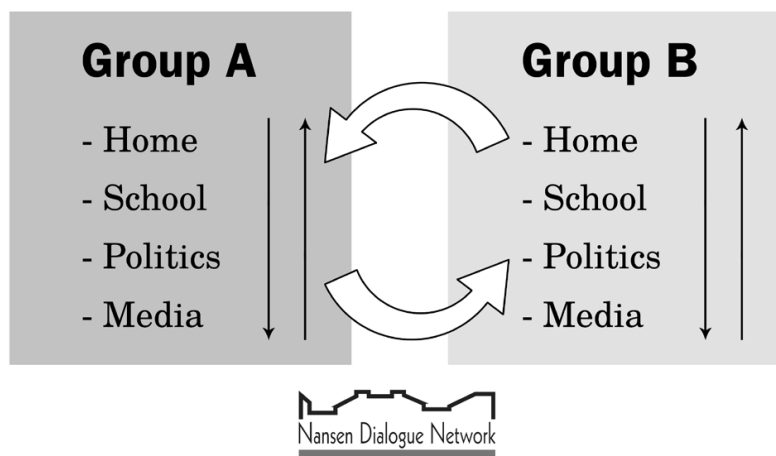 Group A
- Home
- School
- Politics
- Media
Group B
- Home
- School
- Politics
- Media
Nansen Dialogue Network